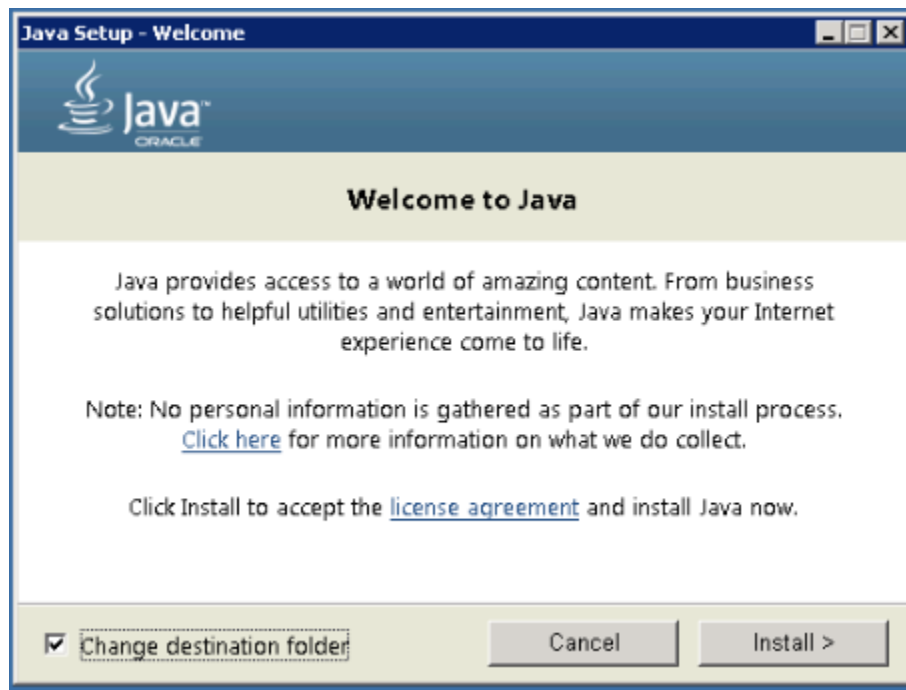 Java Setup - Welcome
Java™
ORACLE
Welcome to Java
Java provides access to a world of amazing content. From business
solutions to helpful utilities and entertainment, Java makes your Internet
experience come to life.
Note: No personal information is gathered as part of our install process.
Click here for more information on what we do collect.
Click Install to accept the license agreement and install Java now.
Change destination folder
Cancel
Install >